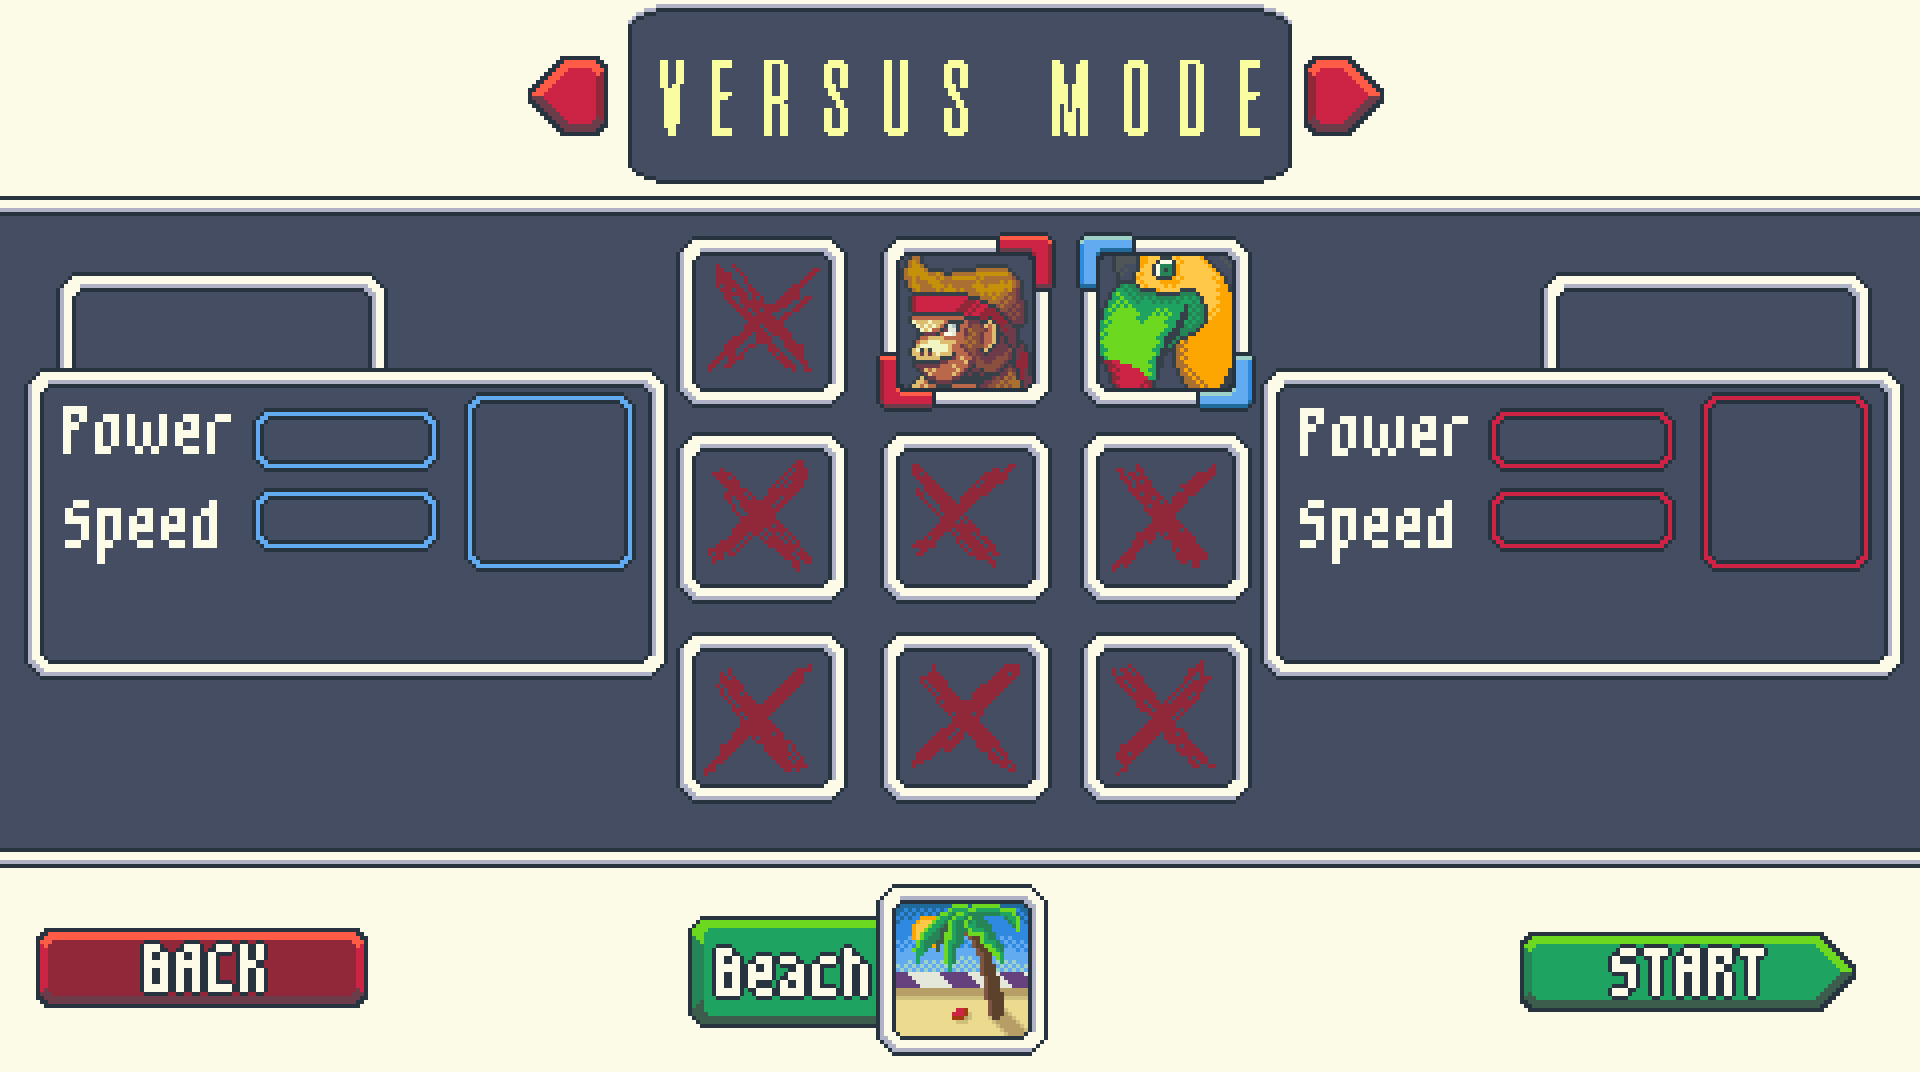 VERSUS MODE
Power
Speed
Power
Speed
BACK
Beach
START